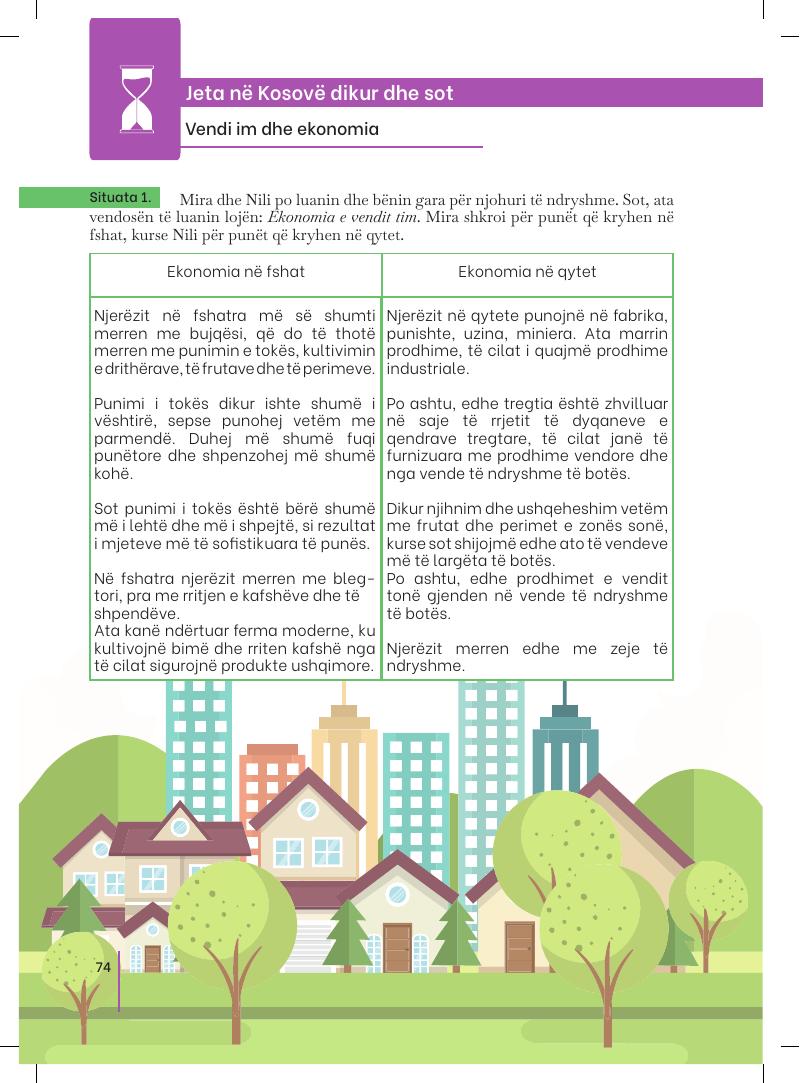 Jeta në Kosovë dikur dhe sot
Vendi im dhe ekonomia
Situata 1. Mira dhe Nili po luanin dhe bënin gara për njohuri të ndryshme. Sot, ata
vendosën të luanin lojën: Ekonomia e vendit tim. Mira shkroi për punët që kryhen në
fshat, kurse Nili për punët që kryhen në qytet.
Ekonomia në fshat
Njerëzit në fshatra më së shumti
merren me bujqësi, që do të thotë
merren me punimin e tokës, kultivimin
e drithërave, të frutave dhe të perimeve.
Punimi i tokës dikur ishte shumë i
vështirë, sepse punohej vetëm me
parmendë. Duhej më shumë fuqi
punëtore dhe shpenzohej më shumë
kohë.
Sot punimi i tokës është bërë shumë
më i lehtë dhe më i shpejtë, si rezultat
i mjeteve më të sofistikuara të punës.
Në fshatra njerëzit merren me bleg-
tori, pra me rritjen e kafshëve dhe të
shpendëve.
Ata kanë ndërtuar ferma moderne, ku
kultivojnë bimë dhe rriten kafshë nga
të cilat sigurojnë produkte ushqimore.
Ekonomia në qytet
Njerëzit në qytete punojnë në fabrika,
punishte, uzina, miniera. Ata marrin
prodhime, të cilat i quajmë prodhime
industriale.
Po ashtu, edhe tregtia është zhvilluar
në saje të rrjetit të dyqaneve e
qendrave tregtare, të cilat janë të
furnizuara me prodhime vendore dhe
nga vende të ndryshme të botës.
Dikur njihnim dhe ushqeheshim vetëm
me frutat dhe perimet e zonës sonë,
kurse sot shijojmë edhe ato të vendeve
më të largëta të botës.
Po ashtu, edhe prodhimet e vendit
tonë gjenden në vende të ndryshme
të botës.
Njerëzit merren edhe me zeje të
ndryshme.
74